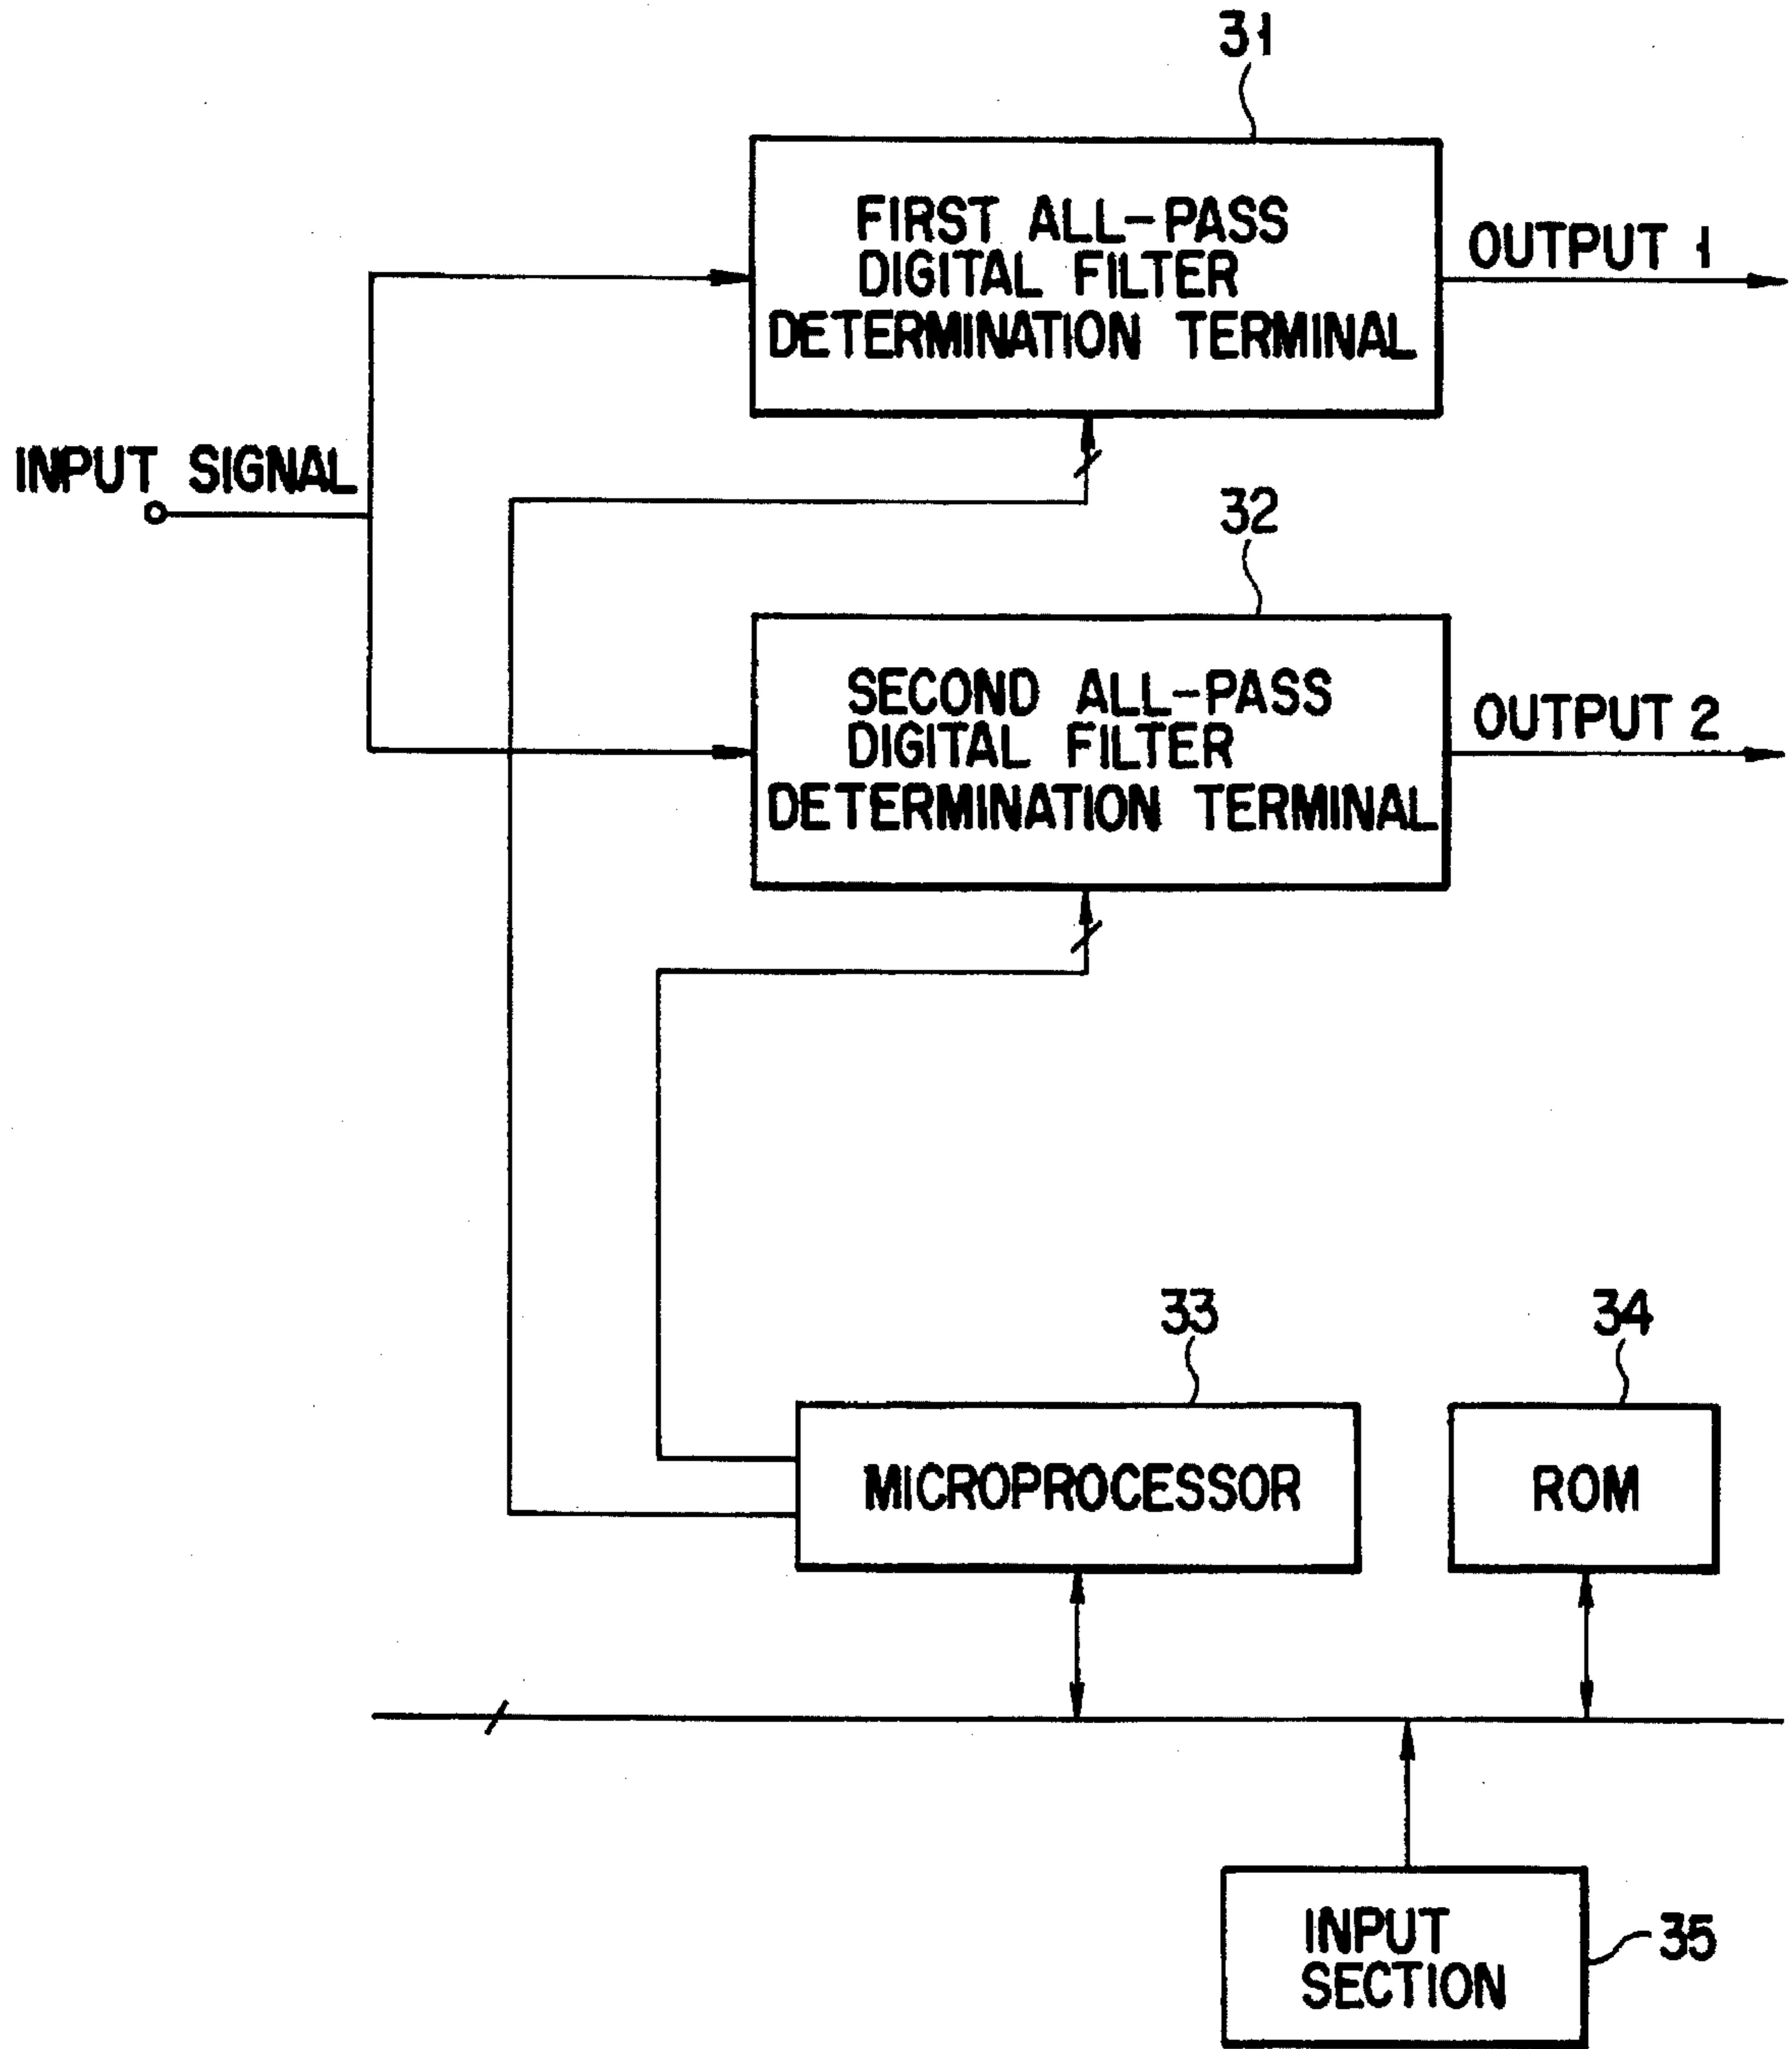 31
FIRST ALL-PASS
DIGITAL FILTER
DETERMINATION TERMINAL
OUTPUT 1
INPUT SIGNAL
32
SECOND ALL-PASS
DIGITAL FILTER
DETERMINATION TERMINAL
OUTPUT 2
33
MICROPROCESSOR
34
ROM
INPUT
SECTION
35